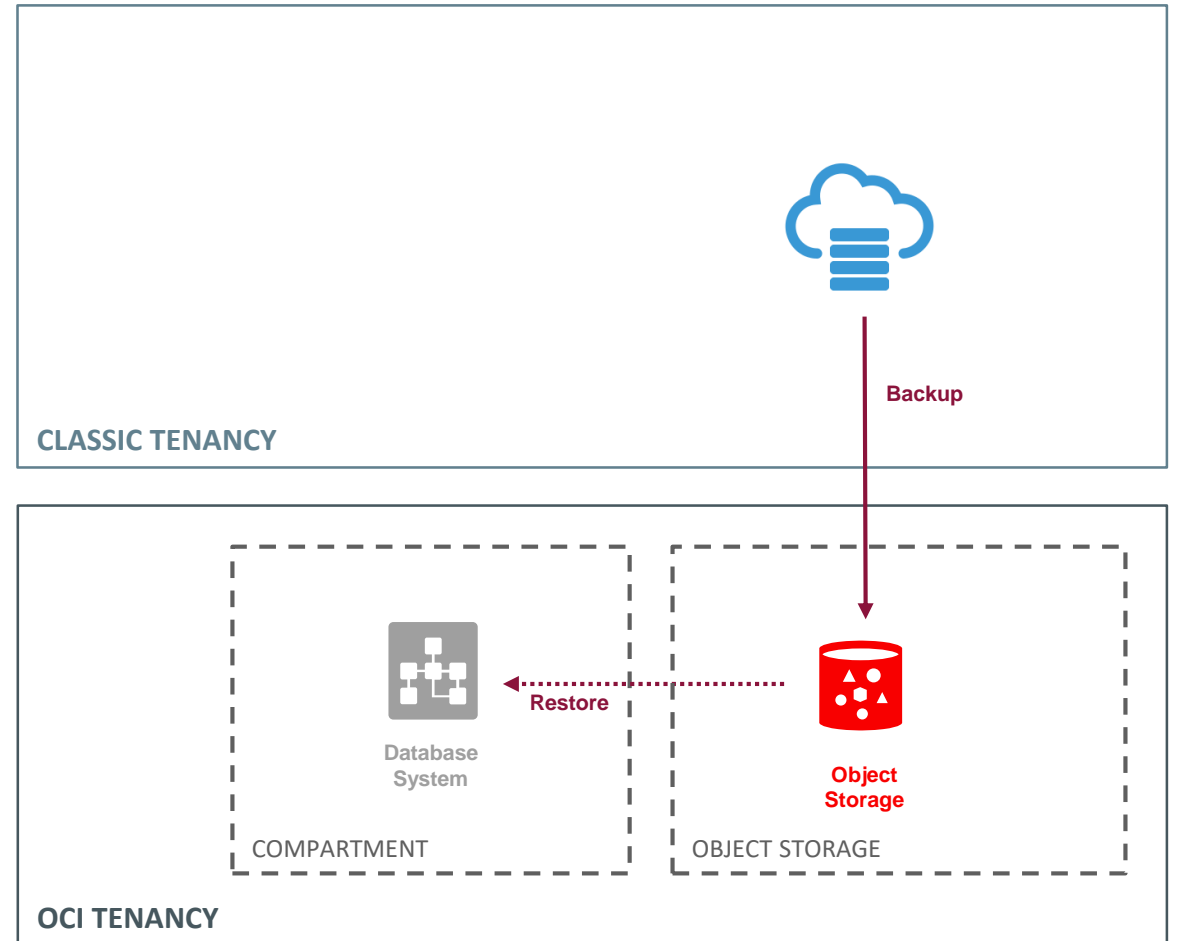 Backup
CLASSIC TENANCY
Restore
Database
System
Object
Storage
COMPARTMENT
OBJECT STORAGE
OCI TENANCY